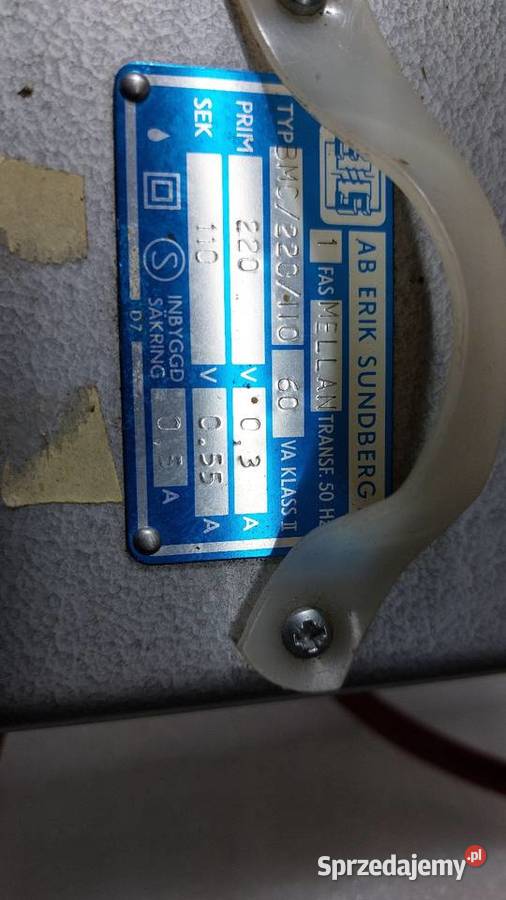 AB ERIK SUNDBERG
1 FAS MELLAN TRANSF. 50 Hz
TYP BMC/220/110 60 VA KLASS II
PRIM 220 V 0,3 A
SEK 110 V 0.55 A
S INBYGGD SÄKRING 0,5 A
D7
Sprzedajemy.pl